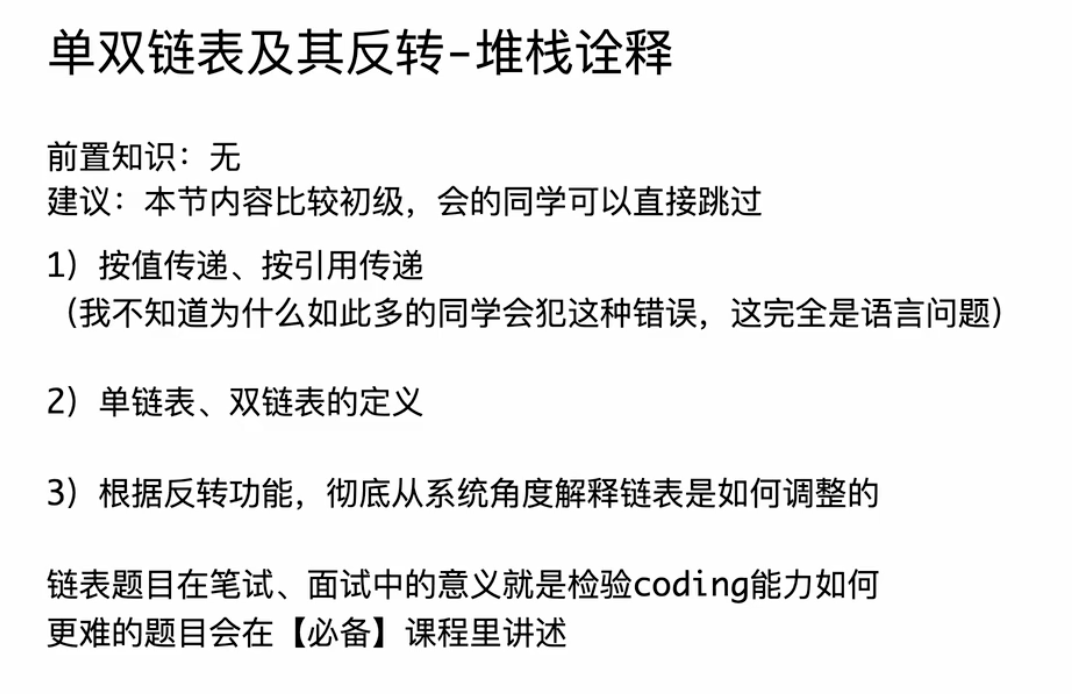 单双链表及其反转-堆栈诠释
前置知识：无
建议：本节内容比较初级，会的同学可以直接跳过
1）按值传递、按引用传递
（我不知道为什么如此多的同学会犯这种错误，这完全是语言问题）
2）单链表、双链表的定义
3）根据反转功能，彻底从系统角度解释链表是如何调整的
链表题目在笔试、面试中的意义就是检验coding能力如何
更难的题目会在【必备】课程里讲述